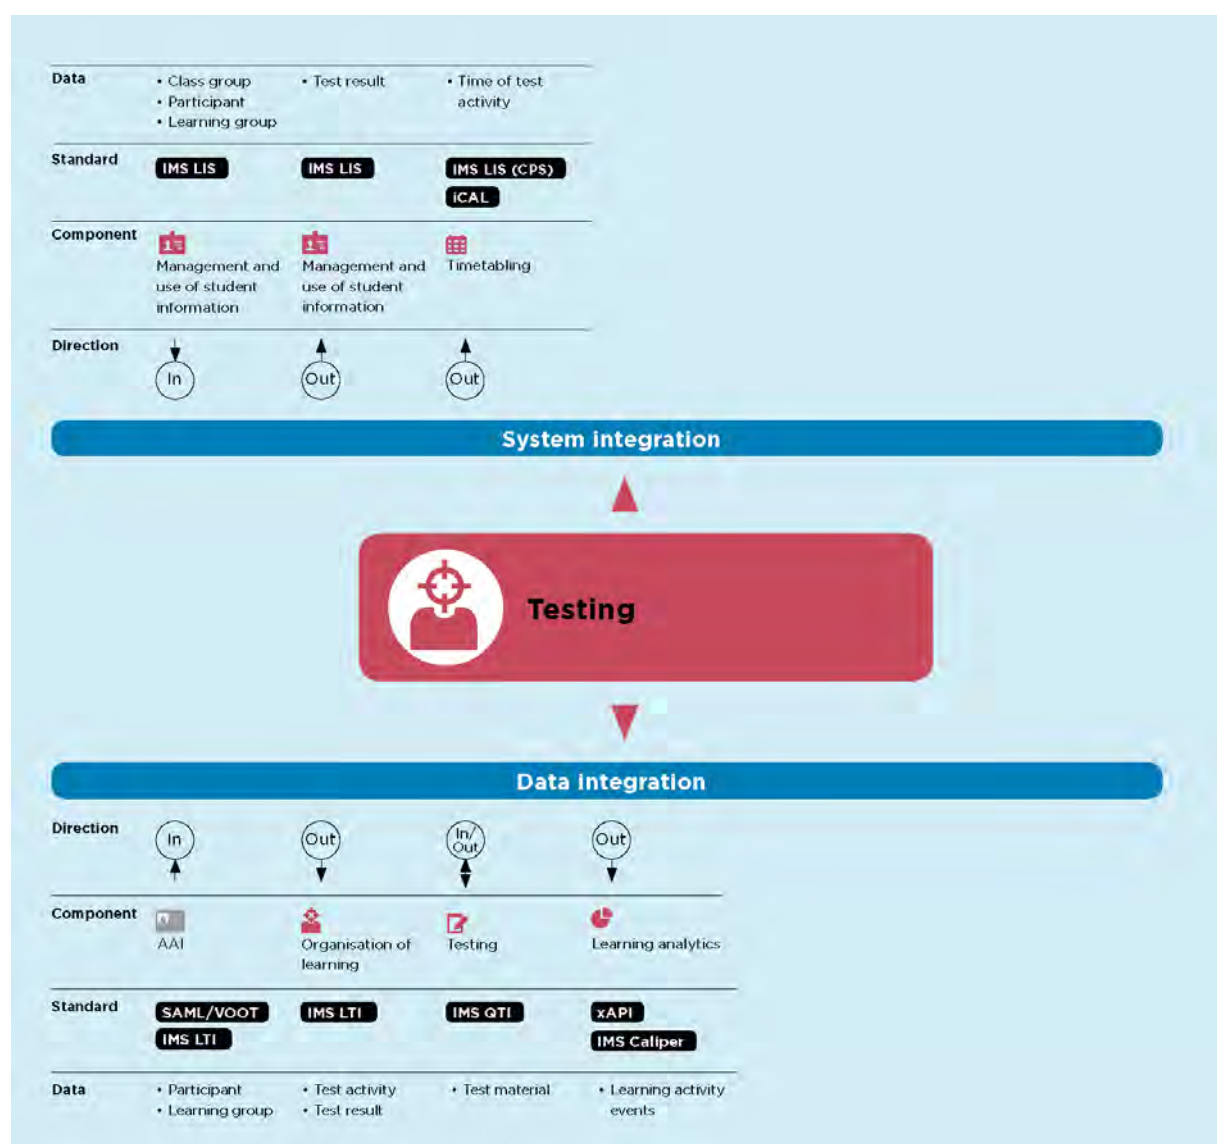 Data
• Class group
• Participant
• Learning group
• Test result
• Time of test
activity
Standard
IMS LIS
IMS LIS
IMS LIS (CPS)
iCAL
Component
Management and
use of student
information
Management and
use of student
information
Timetabling
Direction
In
Out
Out
System integration
Testing
Data integration
Direction
In
Out
In/
Out
Out
Component
AAI
Organisation of
learning
Testing
Learning analytics
Standard
SAML/VOOT
IMS LTI
IMS LTI
IMS QTI
xAPI
IMS Caliper
Data
• Participant
• Learning group
• Test activity
• Test result
• Test material
• Learning activity
events